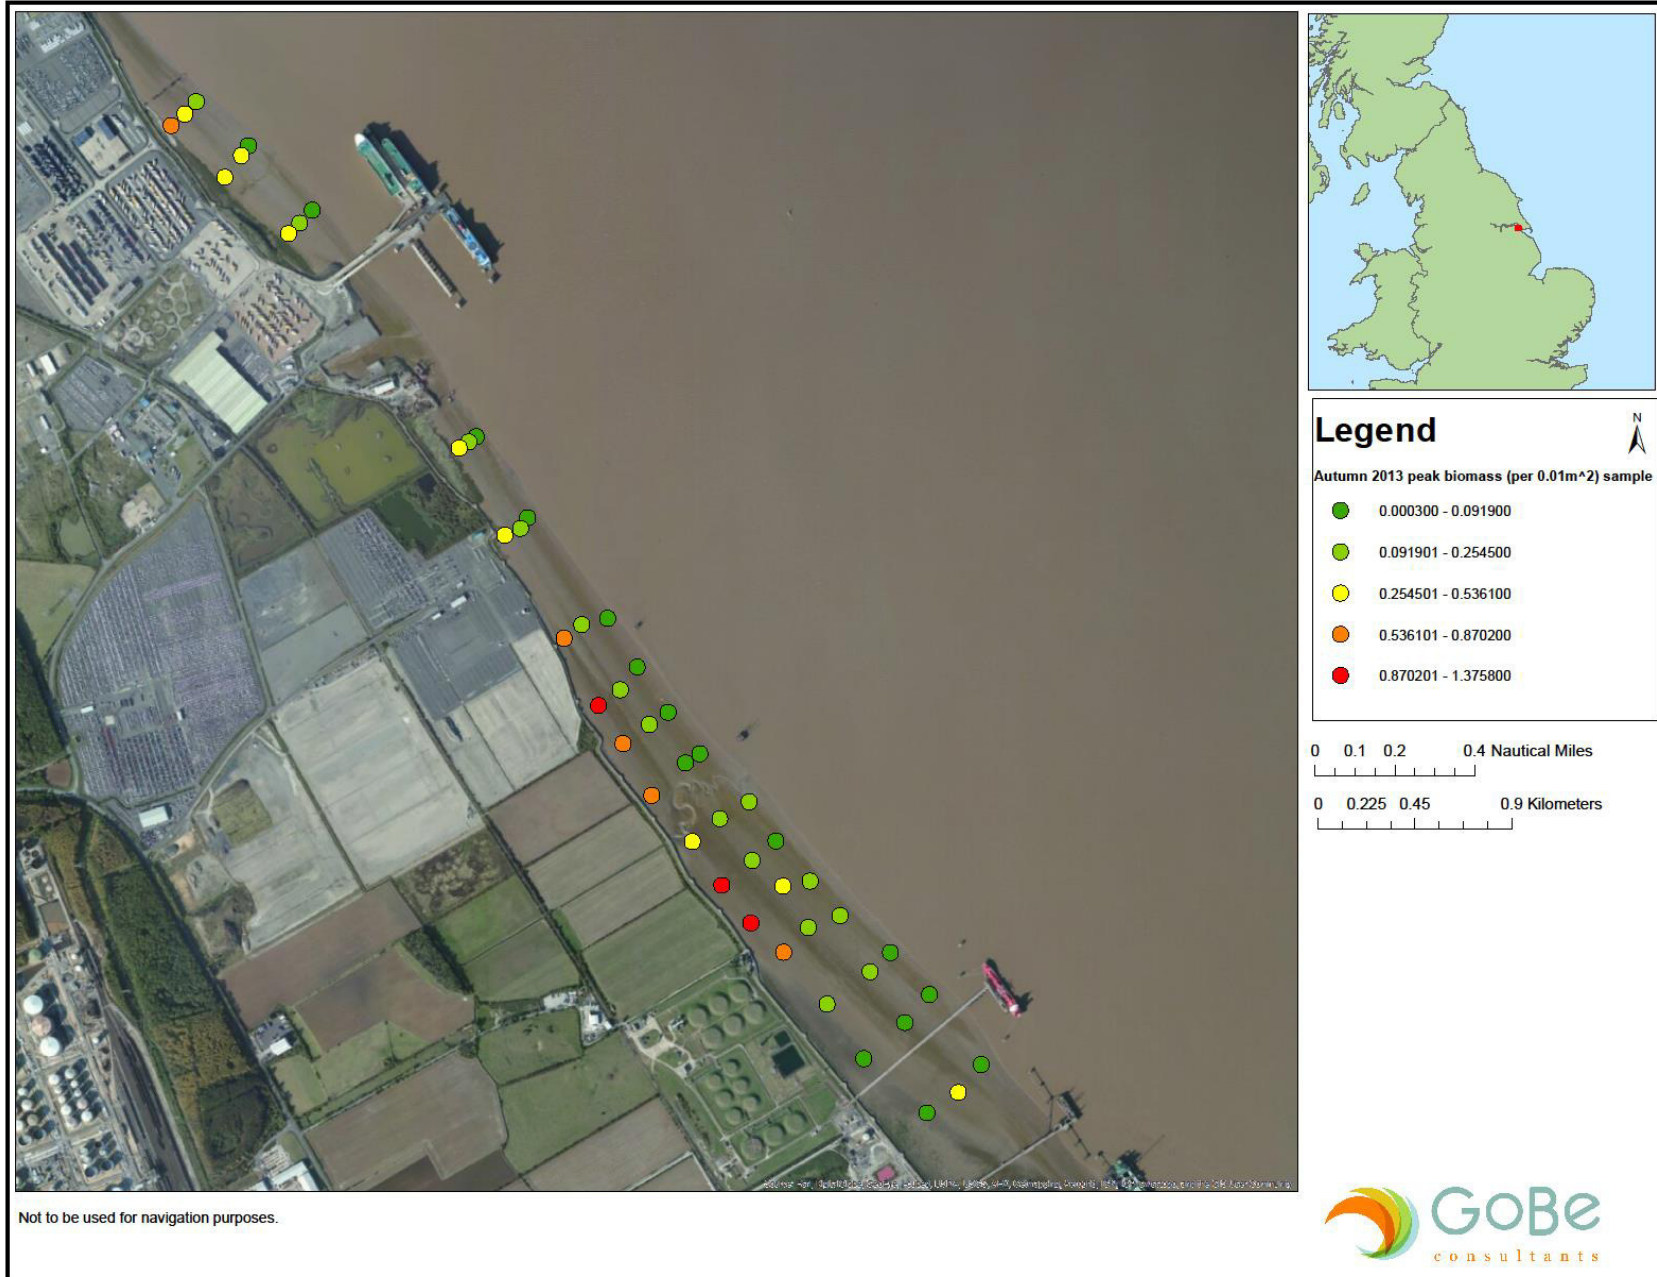 Legend
N
Autumn 2013 peak biomass (per 0.01m^2) sample
0.000300 - 0.091900
0.091901 - 0.254500
0.254501 - 0.536100
0.536101 - 0.870200
0.870201 - 1.375800
0 0.1 0.2 0.4 Nautical Miles
0 0.225 0.45 0.9 Kilometers
Not to be used for navigation purposes.
GoBe
consultants